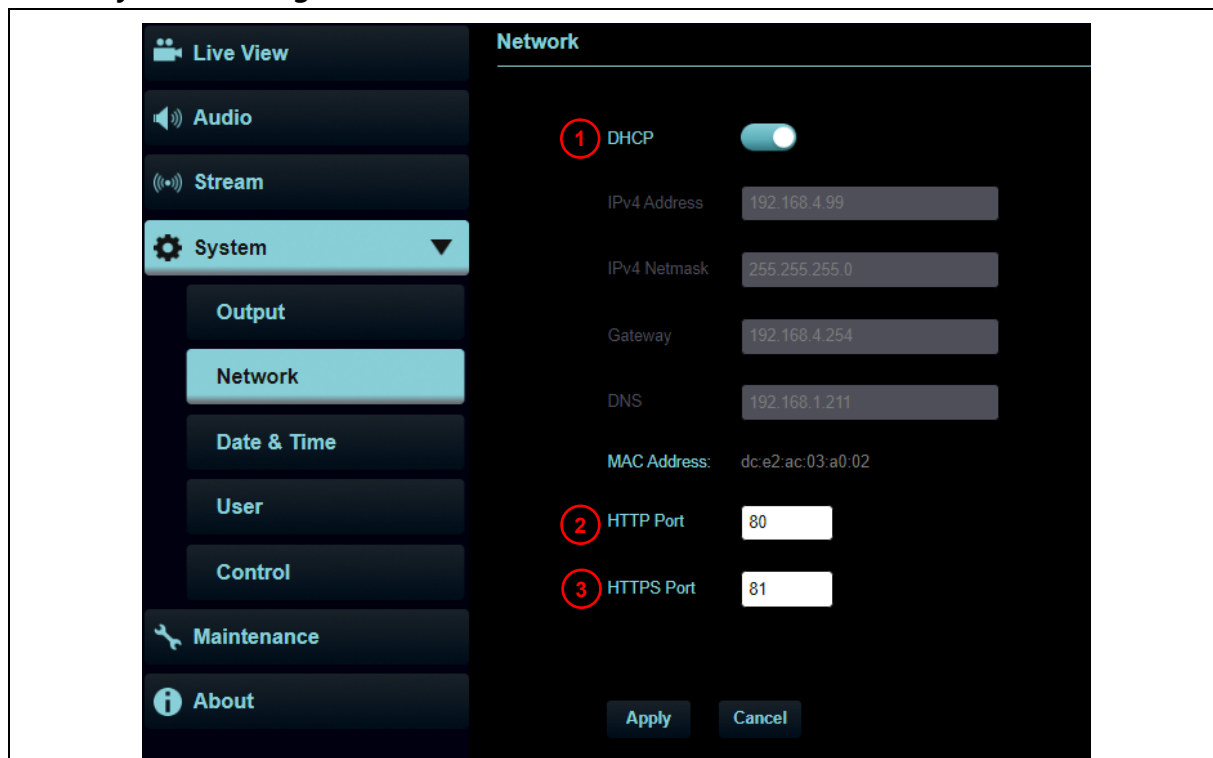 Live View
Audio
Stream
System
Output
Network
Date & Time
User
Control
Maintenance
About
Network
1 DHCP
IPv4 Address 192.168.4.99
IPv4 Netmask 255.255.255.0
Gateway 192.168.4.254
DNS 192.168.1.211
MAC Address: dc:e2:ac:03:a0:02
2 HTTP Port 80
3 HTTPS Port 81
Apply Cancel